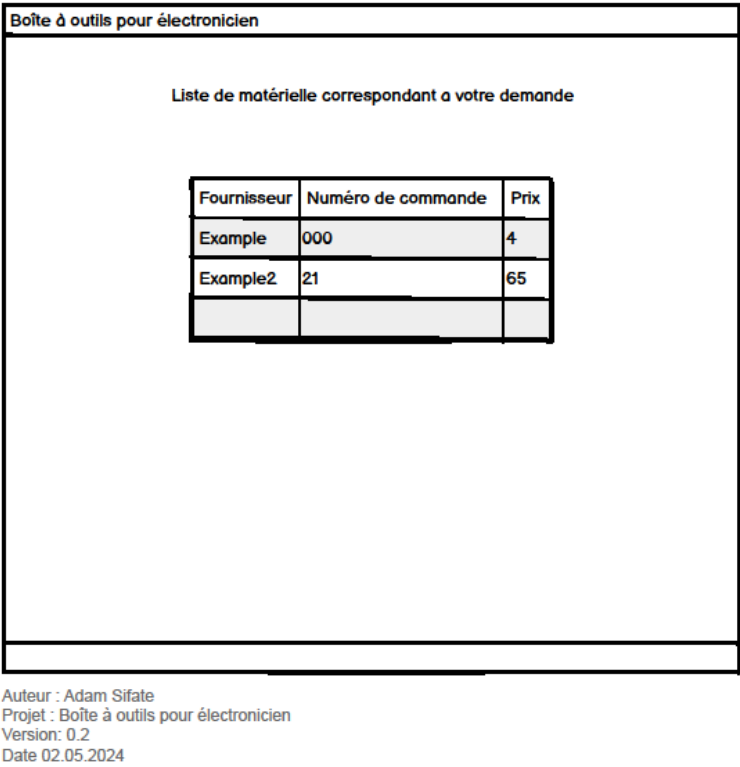 Boîte à outils pour électronicien
Liste de matérielle correspondant a votre demande
Fournisseur Numéro de commande Prix
Example 000 4
Example2 21 65
Auteur : Adam Sifate
Projet : Boîte à outils pour électronicien
Version: 0.2
Date 02.05.2024